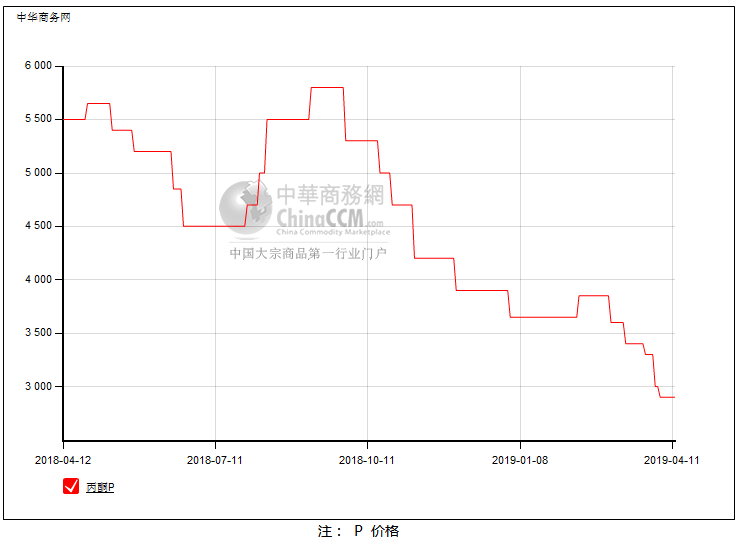 中华商务网
6 000
5 500
5 000
4 500
4 000
3 500
3 000
中華商務網
ChinaCCM.com
China Commodity Marketplace
中国大宗商品第一行业门户
2018-04-12 2018-07-11 2018-10-11 2019-01-08 2019-04-11
丙酮P
注： P 价格